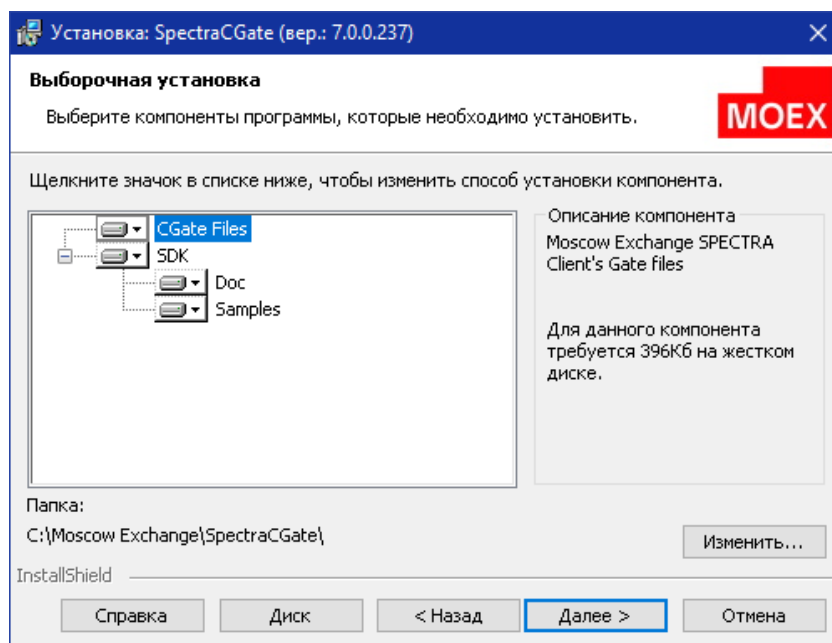 Установка: SpectraCGate (вер.: 7.0.0.237)
Выборочная установка
Выберите компоненты программы, которые необходимо установить.
MOEX
Щелкните значок в списке ниже, чтобы изменить способ установки компонента.
CGate Files
SDK
Doc
Samples
Описание компонента
Moscow Exchange SPECTRA
Client's Gate files
Для данного компонента
требуется 396Кб на жестком
диске.
Папка:
C:\Moscow Exchange\SpectraCGate\
Изменить...
InstallShield
Справка
Диск
< Назад
Далее >
Отмена